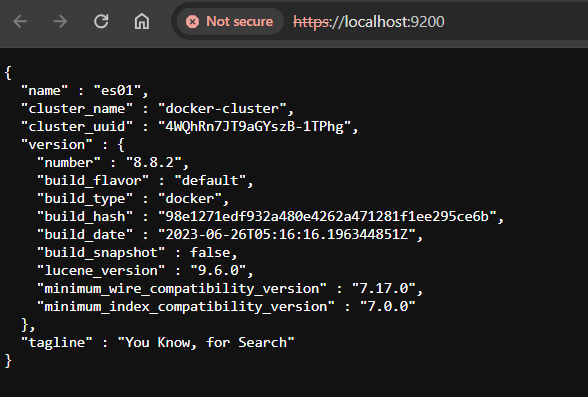 Not secure https://localhost:9200
{
"name" : "es01",
"cluster_name" : "docker-cluster",
"cluster_uuid" : "4WQhRn7JT9aGYszB-1TPhg",
"version" : {
"number" : "8.8.2",
"build_flavor" : "default",
"build_type" : "docker",
"build_hash" : "98e1271edf932a480e4262a471281f1ee295ce6b",
"build_date" : "2023-06-26T05:16:16.196344851Z",
"build_snapshot" : false,
"lucene_version" : "9.6.0",
"minimum_wire_compatibility_version" : "7.17.0",
"minimum_index_compatibility_version" : "7.0.0"
},
"tagline" : "You Know, for Search"
}